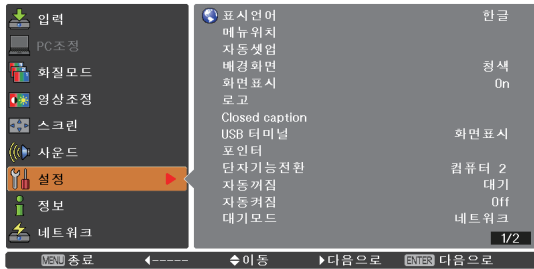 입력
PC조정
화질모드
영상조정
스크린
사운드
설정
정보
네트워크
표시언어 한글
메뉴위치
자동셋업
배경화면 청색
화면표시 On
로고
Closed caption
USB 터미널 화면표시
포인터
단자기능전환 컴퓨터 2
자동꺼짐 대기
자동켜짐 Off
대기모드 네트워크
1/2
MENU 종료 ----- 이동 다음으로 ENTER 다음으로